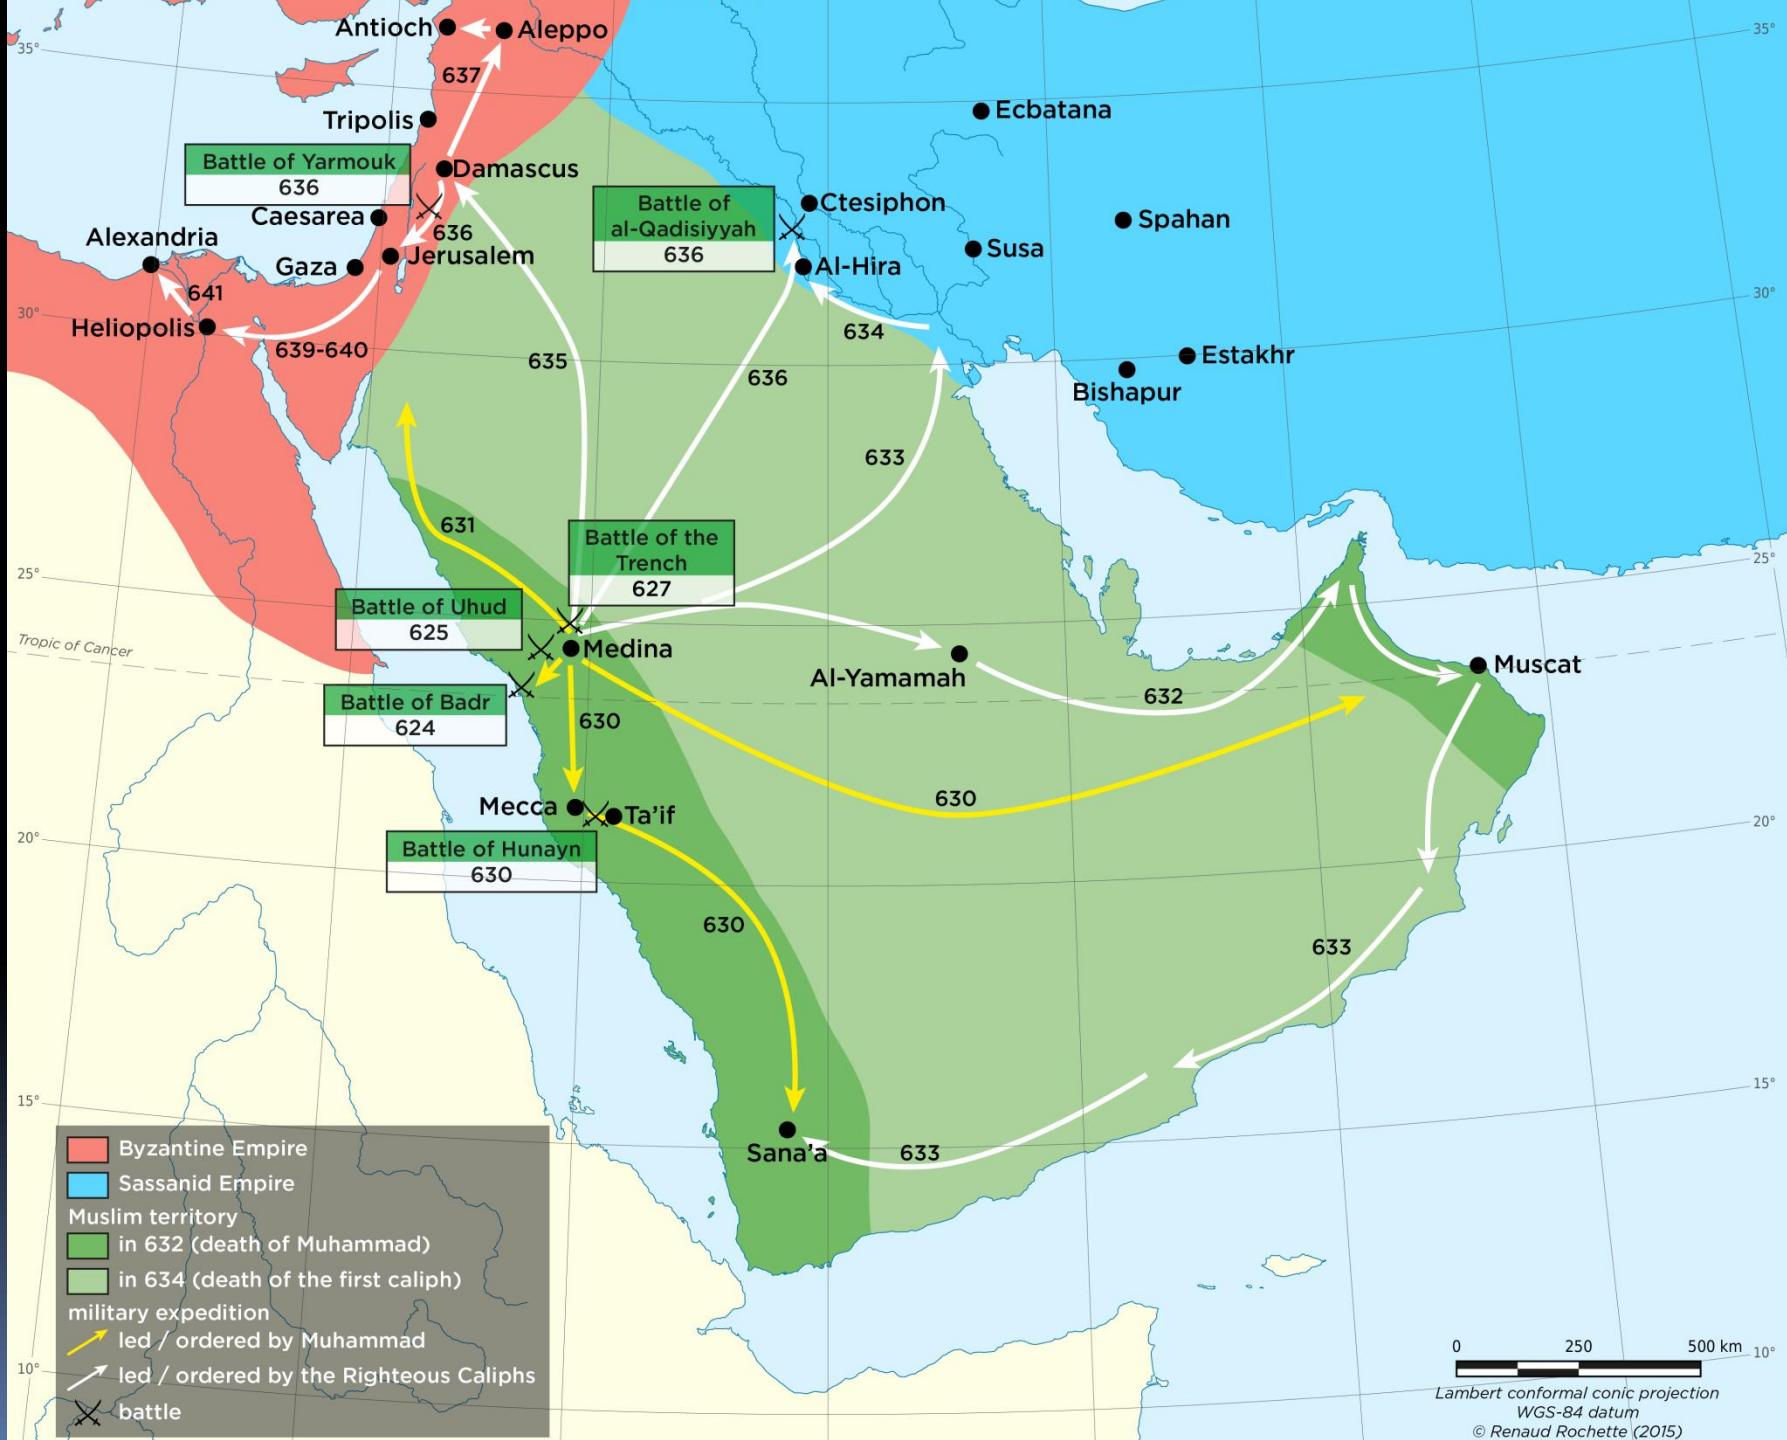 Antioch
Aleppo
35°
35°
637
Ecbatana
Tripolis
Battle of Yarmouk
636
Damascus
Battle of
al-Qadisiyyah
636
Ctesiphon
Caesarea
636
Spahan
Alexandria
Gaza
Jerusalem
Susa
Al-Hira
641
30°
30°
Heliopolis
634
639-640
635
636
Estakhr
Bishapur
633
631
Battle of the
Trench
627
25°
25°
Battle of Uhud
625
Tropic of Cancer
Medina
Al-Yamamah
Muscat
632
Battle of Badr
624
630
630
Mecca
Ta’if
20°
20°
Battle of Hunayn
630
630
633
15°
15°
Sana’a
633
Byzantine Empire
Sassanid Empire
Muslim territory
in 632 (death of Muhammad)
in 634 (death of the first caliph)
military expedition
led / ordered by Muhammad
led / ordered by the Righteous Caliphs
battle
10°
10°
0 250 500 km
Lambert conformal conic projection
WGS-84 datum
© Renaud Rochette (2015)